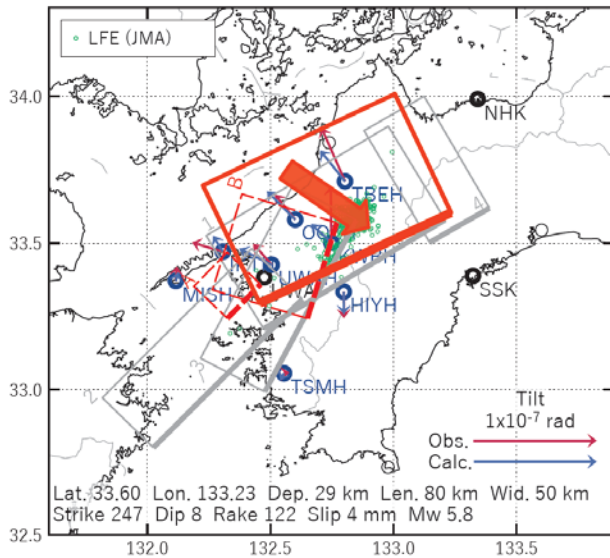 LFE (JMA)
34.0
NHK
B
TBEH
33.5
MISH
SSK
HIYH
4
2
3
33.0
TSMH
Tilt
1x10⁻⁷ rad
Obs.
Calc.
Lat. 33.60 Lon. 133.23 Dep. 29 km Len. 80 km Wid. 50 km
Strike 247 Dip 8 Rake 122 Slip 4 mm Mw 5.8
32.5
132.0 132.5 133.0 133.5